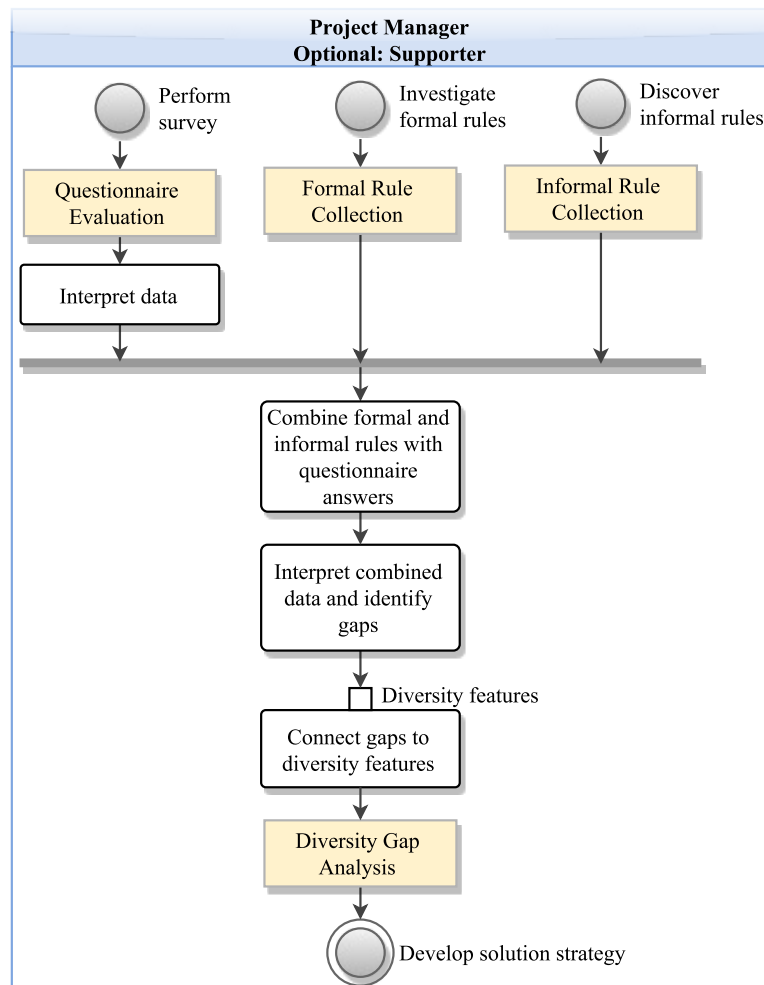 Project Manager
Optional: Supporter
Perform
survey
Investigate
formal rules
Discover
informal rules
Questionnaire
Evaluation
Formal Rule
Collection
Informal Rule
Collection
Interpret data
Combine formal and
informal rules with
questionnaire
answers
Interpret combined
data and identify
gaps
Diversity features
Connect gaps to
diversity features
Diversity Gap
Analysis
Develop solution strategy